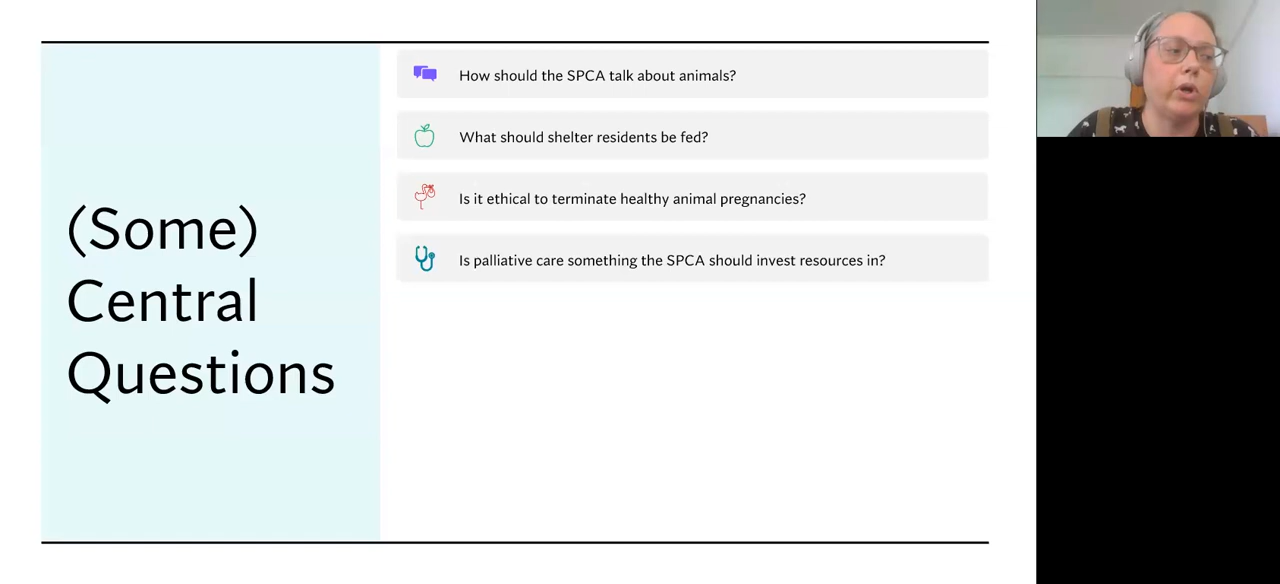 (Some)
Central
Questions
How should the SPCA talk about animals?
What should shelter residents be fed?
Is it ethical to terminate healthy animal pregnancies?
Is palliative care something the SPCA should invest resources in?